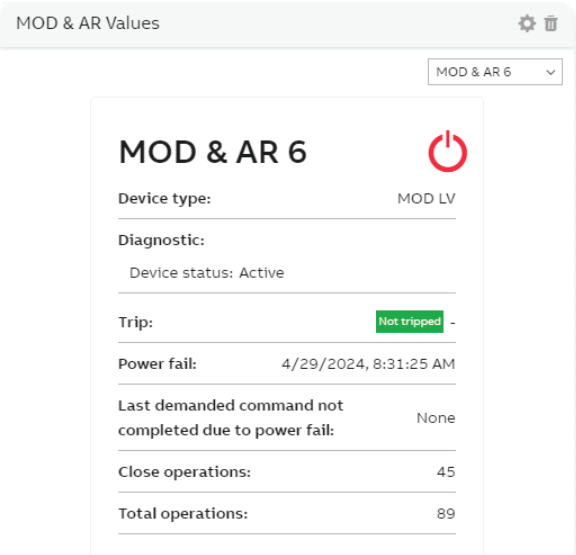 MOD & AR Values
MOD & AR 6
MOD & AR 6
Device type: MOD LV
Diagnostic:
Device status: Active
Trip: Not tripped -
Power fail: 4/29/2024, 8:31:25 AM
Last demanded command not
completed due to power fail: None
Close operations: 45
Total operations: 89